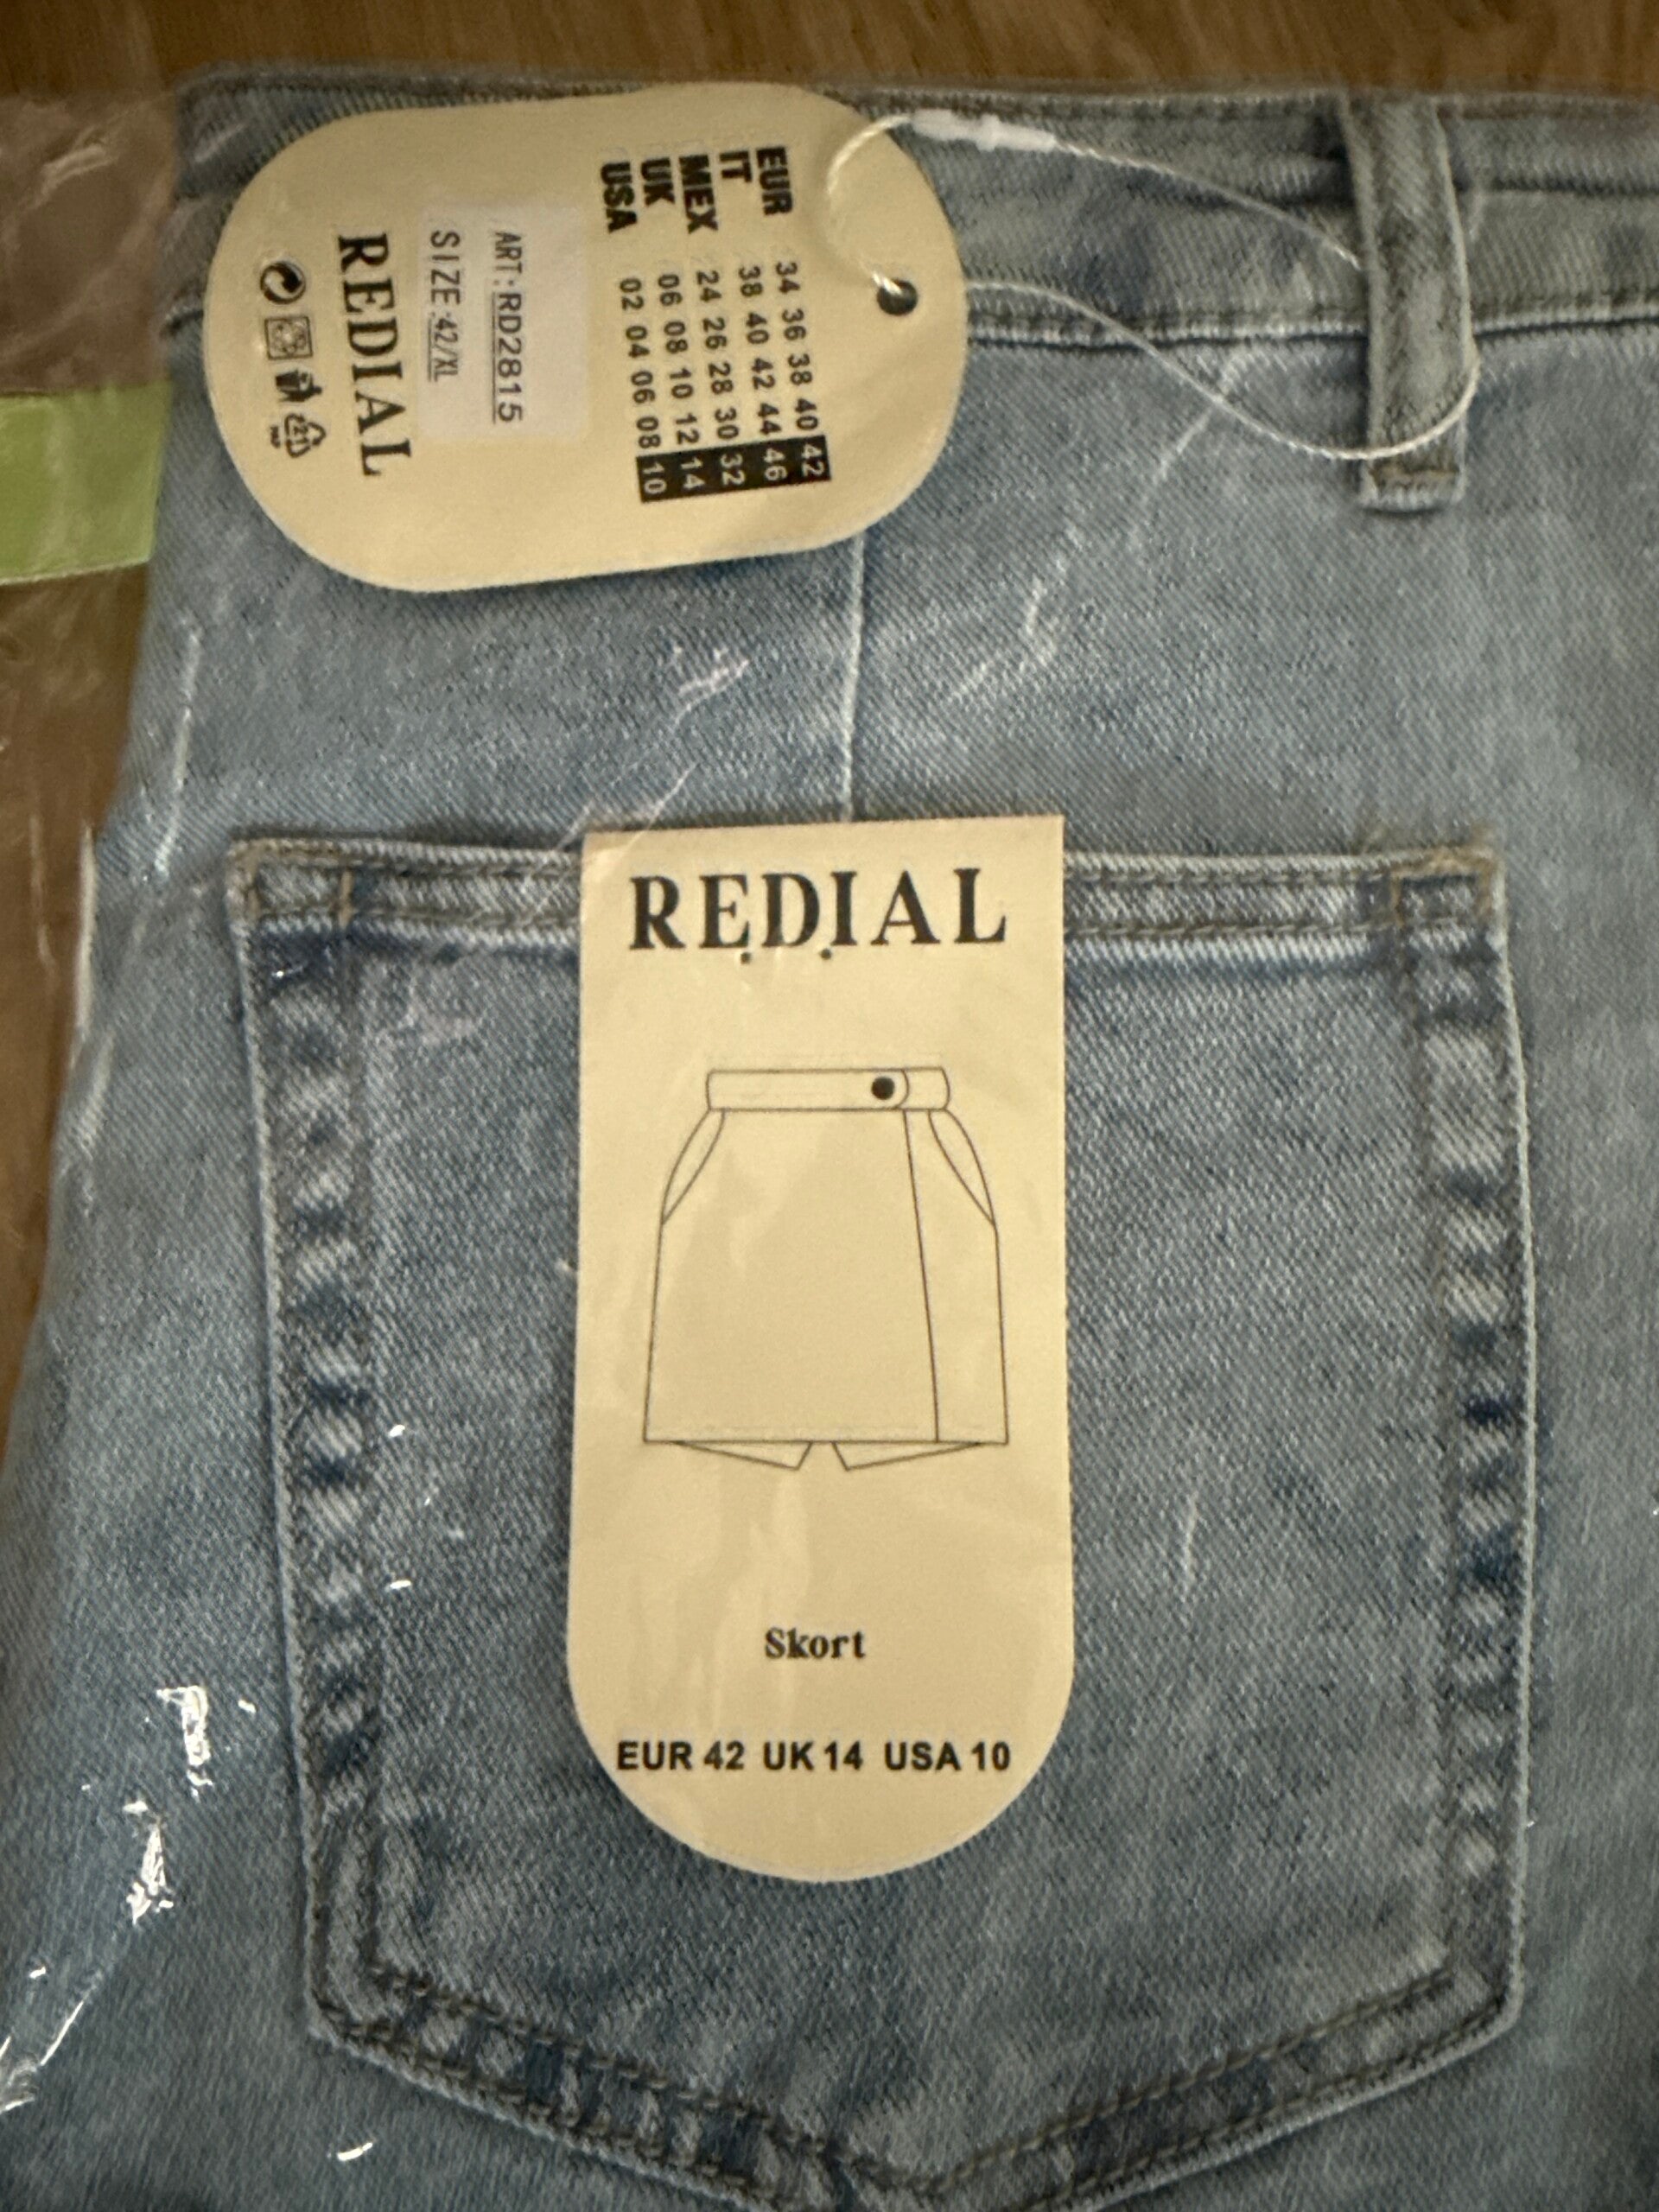 EUR 34 36 38 40 42
IT 38 40 42 44 46
MEX 24 26 28 30 32
UK 06 08 10 12 14
USA 02 04 06 08 10
ART:RD2815
SIZE:42/XL
REDIAL
21
PAP
REDIAL
Skort
EUR 42 UK 14 USA 10